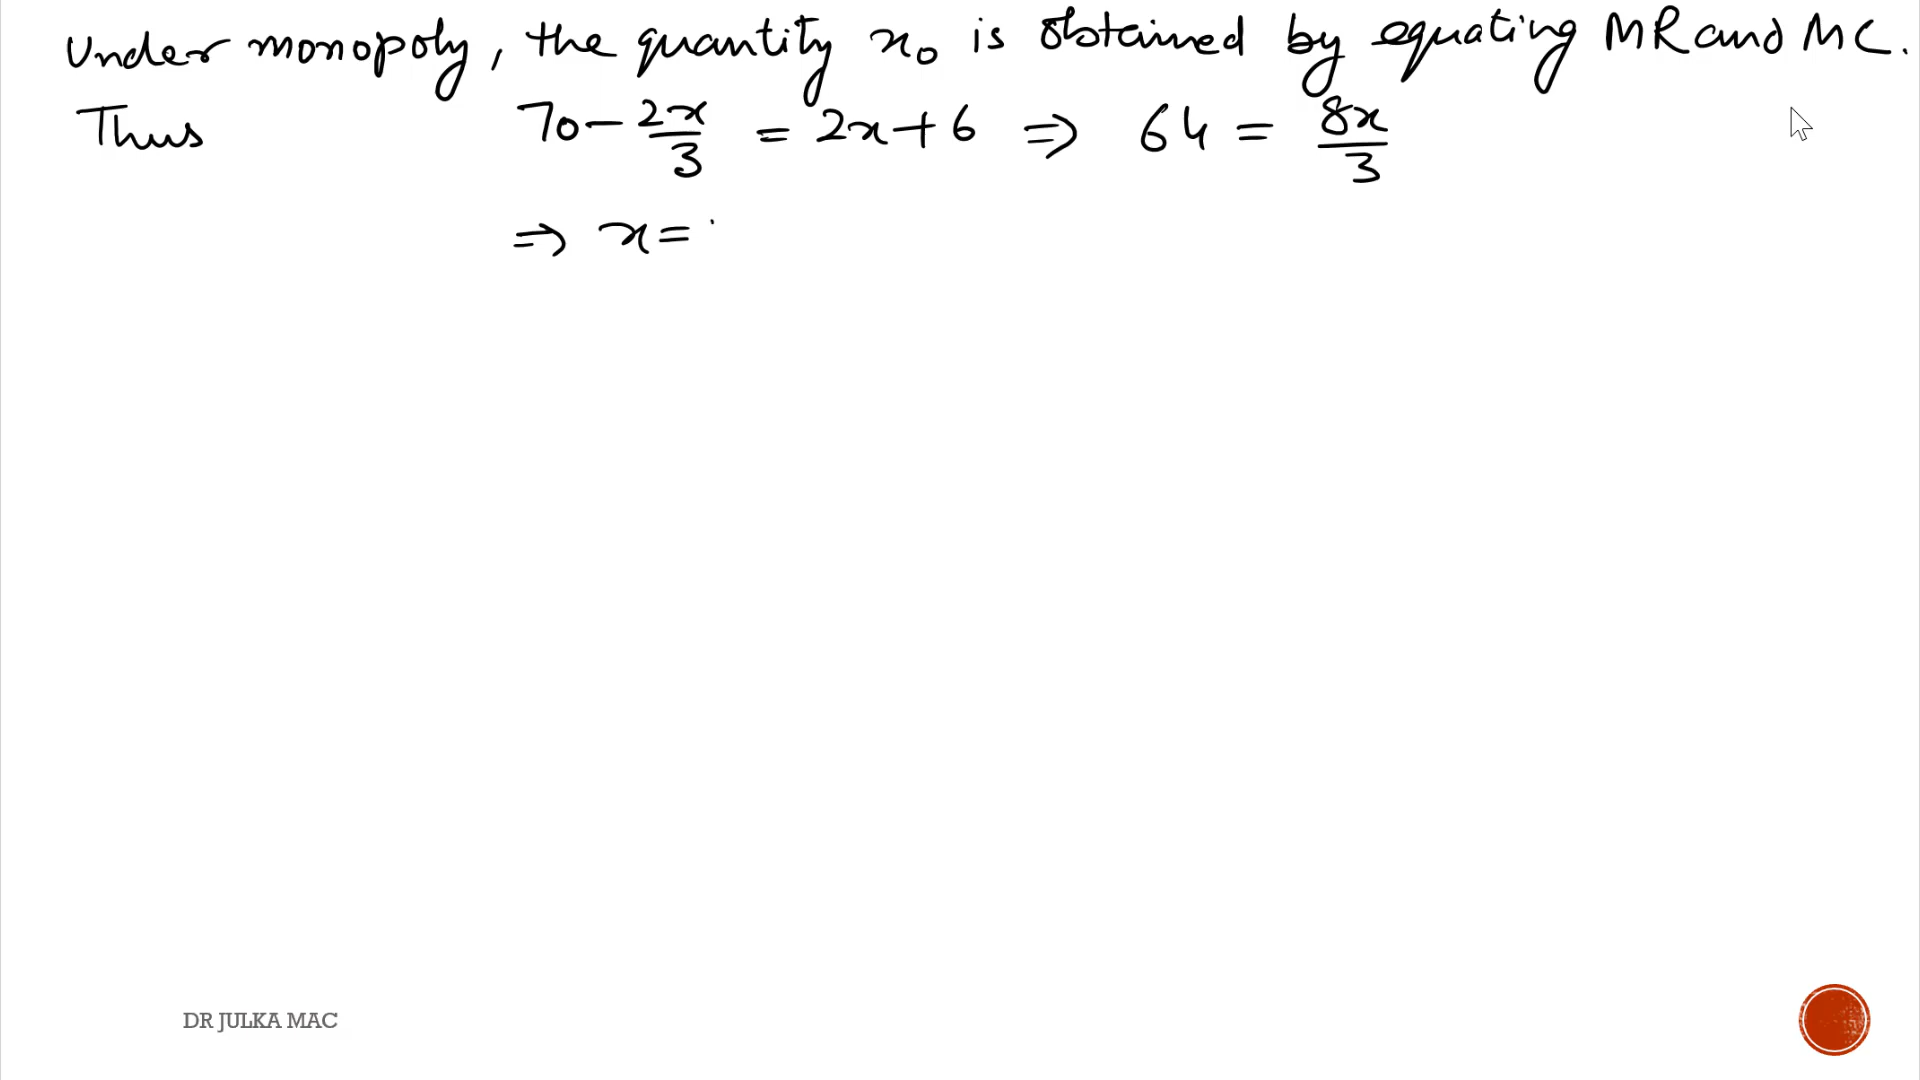 Under monopoly, the quantity x₀ is obtained by equating MR and MC.
Thus 70 - 2x/3 = 2x + 6 ⇒ 64 = 8x/3
⇒ x =
DR JULKA MAC